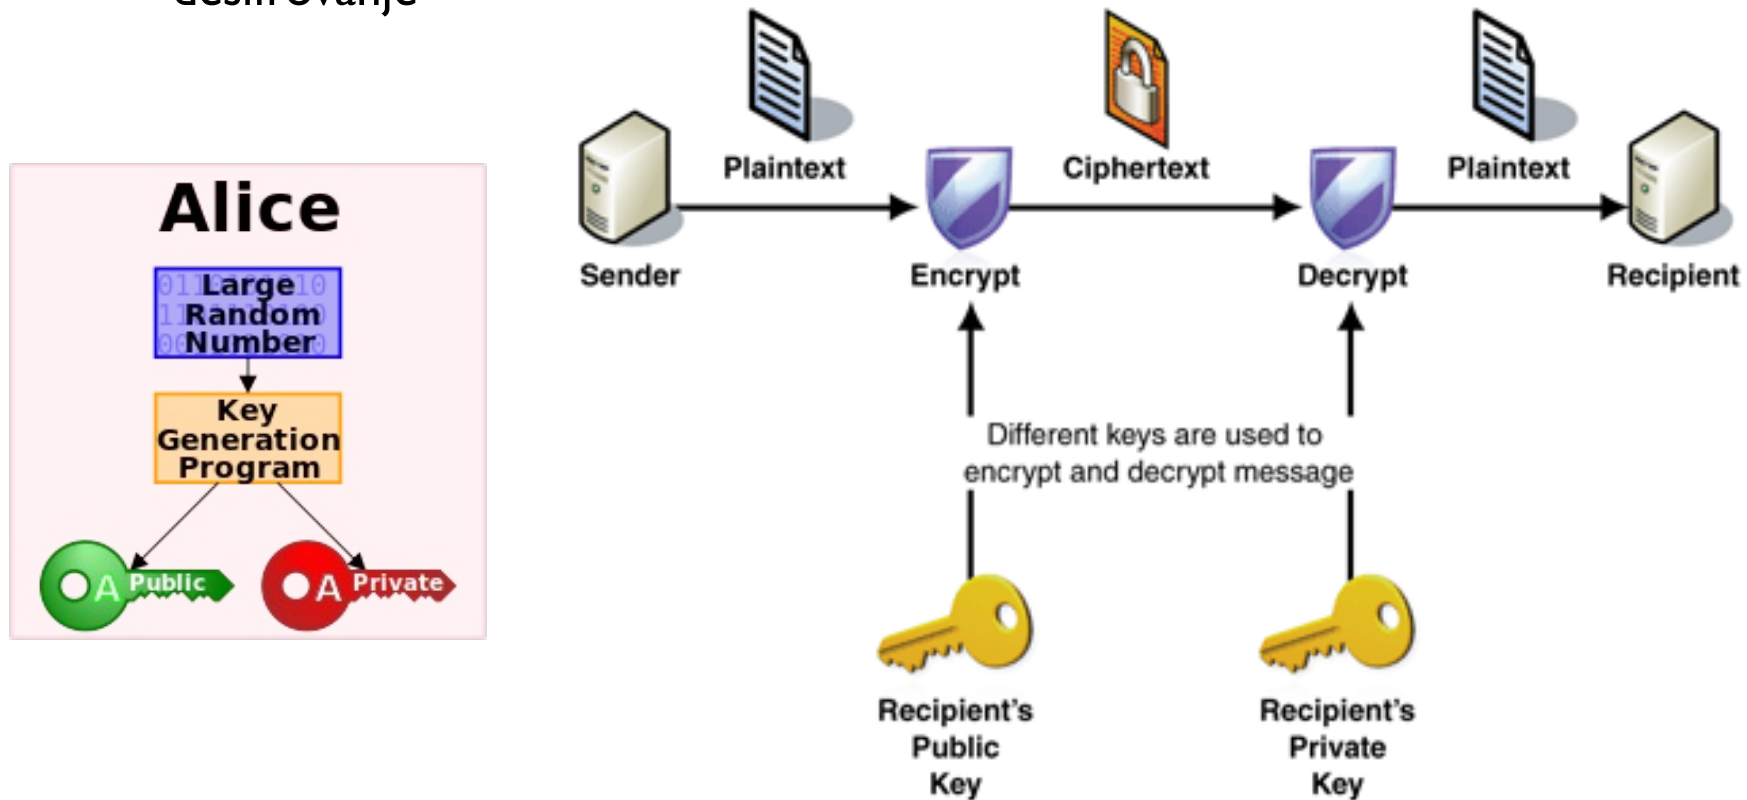 Alice
Large
Random
Number
Key
Generation
Program
A Public
A Private
Plaintext
Ciphertext
Plaintext
Sender
Encrypt
Decrypt
Recipient
Different keys are used to
encrypt and decrypt message
Recipient's
Public
Key
Recipient's
Private
Key